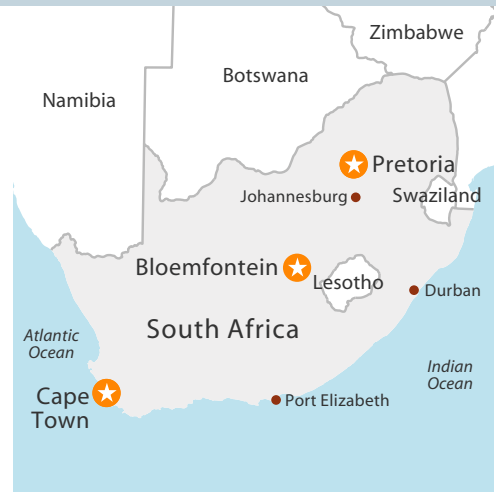 Zimbabwe
Botswana
Namibia
Pretoria
Johannesburg
Swaziland
Bloemfontein
Lesotho
Durban
South Africa
Atlantic
Ocean
Indian
Ocean
Cape
Town
Port Elizabeth